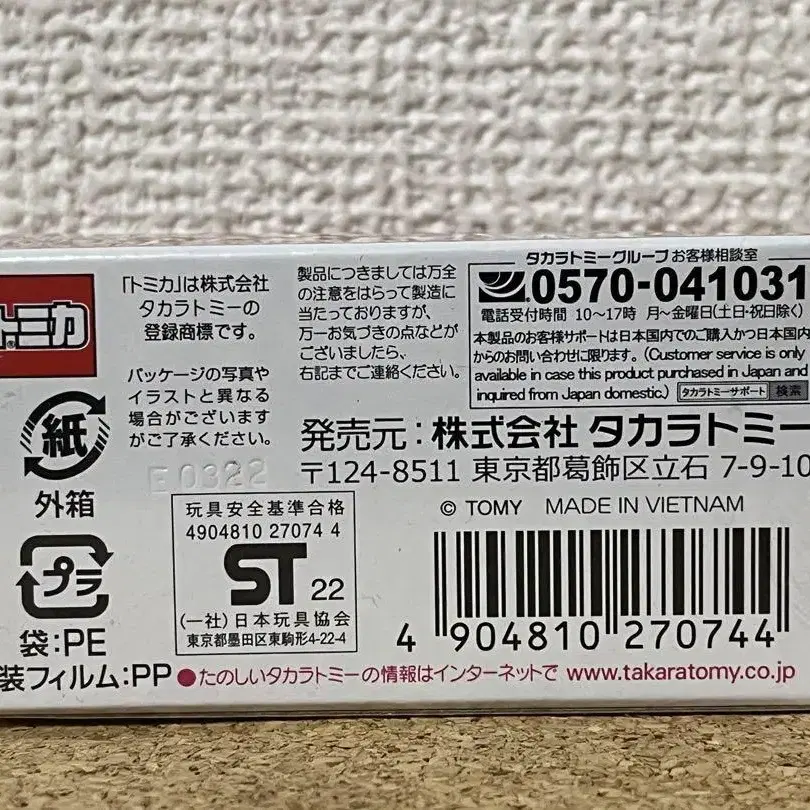 トミカ
®
「トミカ」は株式会社
タカラトミーの
登録商標です。
パッケージの写真や
イラストと異なる
場合がございます
がご了承ください。
E0322
製品につきましては万全
の注意をはらって製造に
当たっておりますが、
万一お気づきの点などが
ございましたら、
右記までご連絡ください。
タカラトミーグループ お客様相談室
0570-041031
電話受付時間 10〜17時 月〜金曜日(土日・祝日除く)
本製品のお客様サポートは日本国内でのご購入かつ日本国内
からのお問い合わせに限ります。(Customer service is only
available in case this product purchased in Japan and
inquired from Japan domestic.) タカラトミーサポート 検索
発売元:株式会社 タカラトミー
〒124-8511 東京都葛飾区立石 7-9-10
© TOMY MADE IN VIETNAM
紙
外箱
プラ
袋:PE
装フィルム:PP
玩具安全基準合格
4904810 27074 4
ST 22
(一社)日本玩具協会
東京都墨田区東駒形4-22-4
4 904810 270744
●たのしいタカラトミーの情報はインターネットで www.takaratomy.co.jp